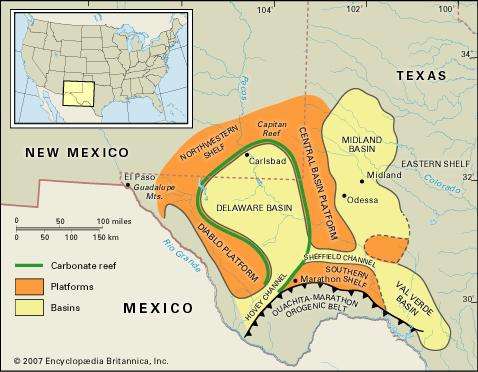 104°
102°
100°
34°
TEXAS
Pecos
NORTHWESTERN
SHELF
Capitan
Reef
CENTRAL BASIN PLATFORM
MIDLAND
BASIN
NEW MEXICO
Carlsbad
EASTERN SHELF
El Paso
Guadalupe
Mts.
Midland
Colorado
32°
Odessa
DELAWARE BASIN
0 50 100 miles
0 50 100 150 km
DIABLO PLATFORM
Rio Grande
SHEFFIELD CHANNEL
Carbonate reef
Platforms
Basins
HOVEY CHANNEL
Marathon
SOUTHERN
SHELF
VAL VERDE
BASIN
30°
MEXICO
OUACHITA-MARATHON
OROGENIC BELT
© 2007 Encyclopædia Britannica, Inc.